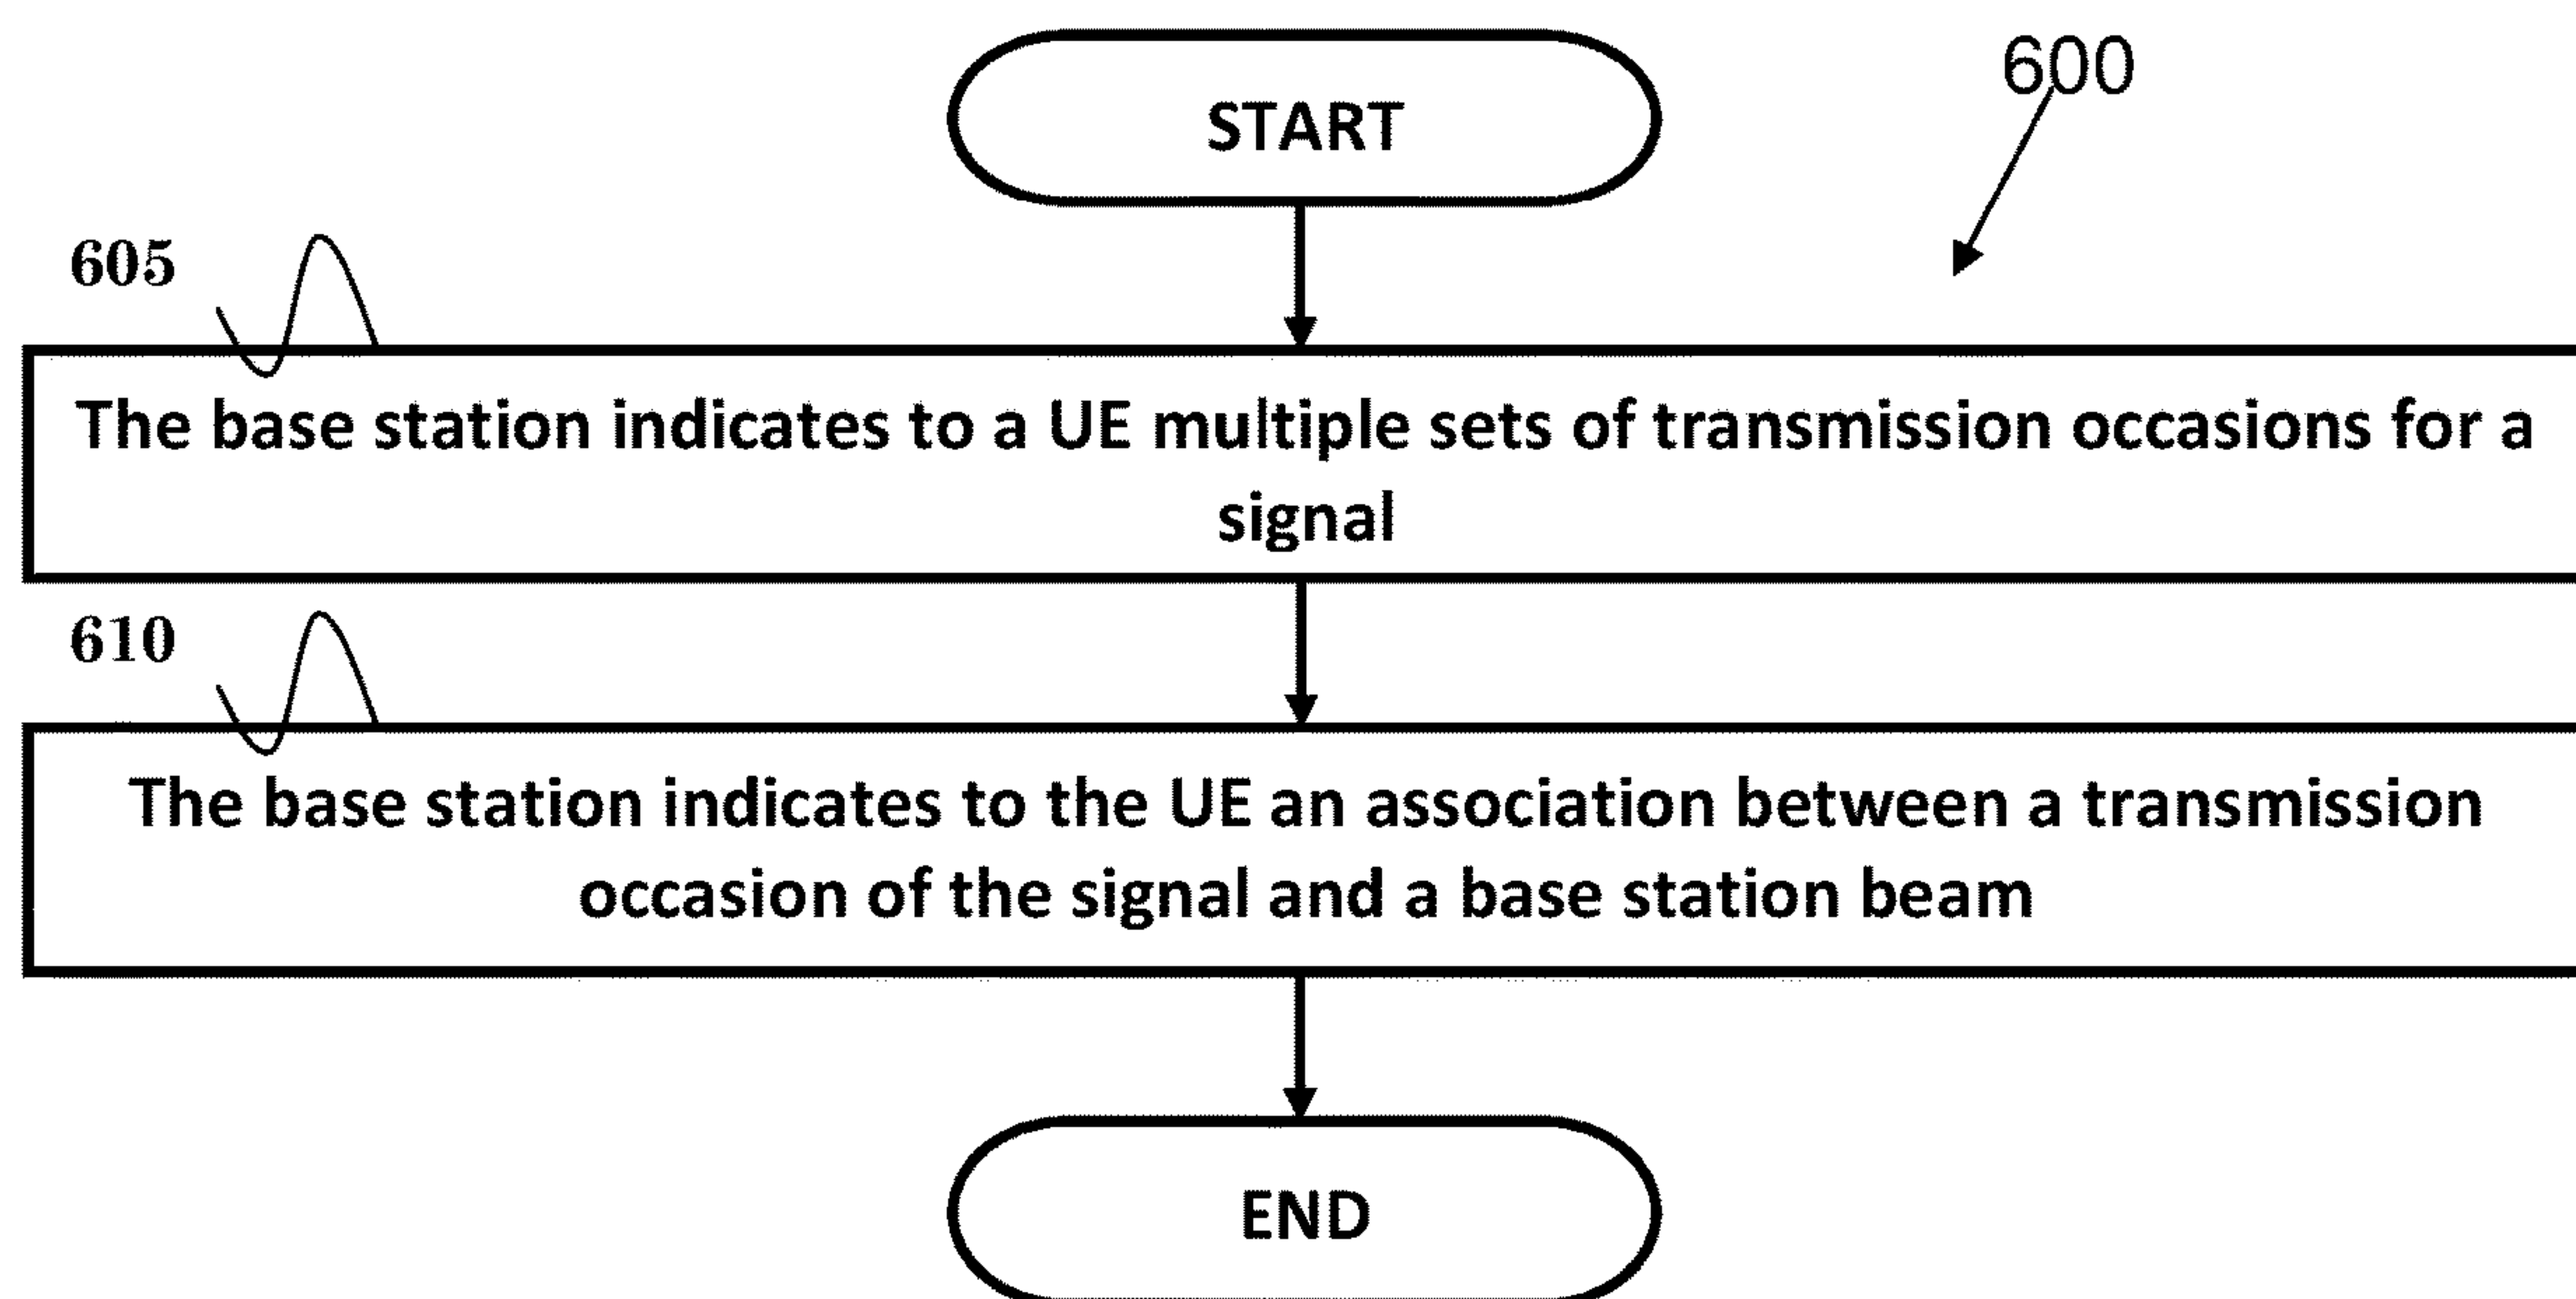 START
600
605
The base station indicates to a UE multiple sets of transmission occasions for a
signal
610
The base station indicates to the UE an association between a transmission
occasion of the signal and a base station beam
END